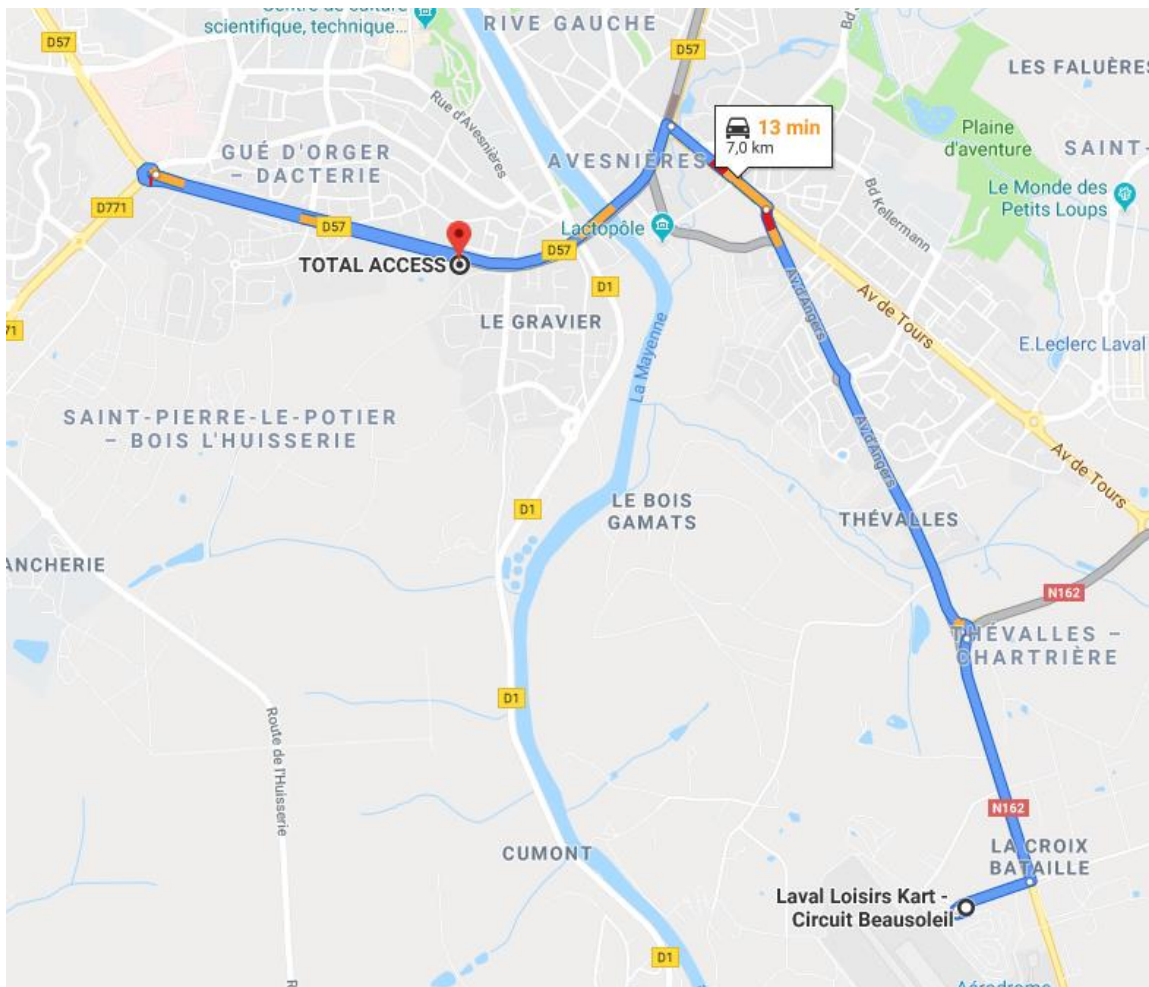 Centre de culture
scientifique, technique...
RIVE GAUCHE
D57
D57
LES FALUÈRES
Rue d'Avesnières
13 min
7,0 km
Plaine
d'aventure
GUÉ D'ORGER
– DACTERIE
AVESNIÈRES
SAINT-
Bd Kellermann
Le Monde des
Petits Loups
D771
D57
Lactopôle
D57
TOTAL ACCESS
D1
Av. d'Angers
Av de Tours
LE GRAVIER
71
La Mayenne
E.Leclerc Laval
SAINT-PIERRE-LE-POTIER
– BOIS L'HUISSERIE
Av. d'Angers
Av de Tours
LE BOIS
GAMATS
D1
THÉVALLES
ANCHERIE
N162
THÉVALLES –
CHARTRIÈRE
D1
Route de l'Huisserie
N162
CUMONT
LA CROIX
BATAILLE
Laval Loisirs Kart -
Circuit Beausoleil
D1
Aérodrome